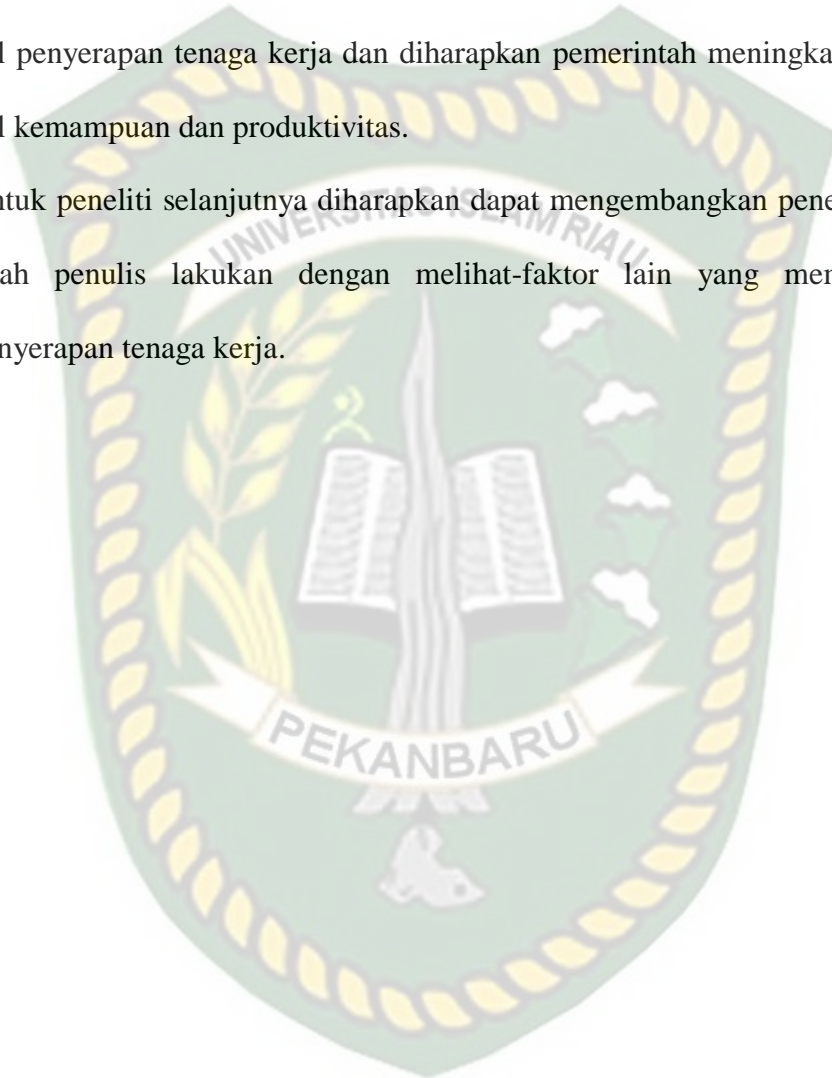 l penyerapan tenaga kerja dan diharapkan pemerintah meningka
l kemampuan dan produktivitas.
ntuk peneliti selanjutnya diharapkan dapat mengembangkan pene
ah penulis lakukan dengan melihat-faktor lain yang men
nyerapan tenaga kerja.
UNIVERSITAS ISLAM RIAU
PEKANBARU